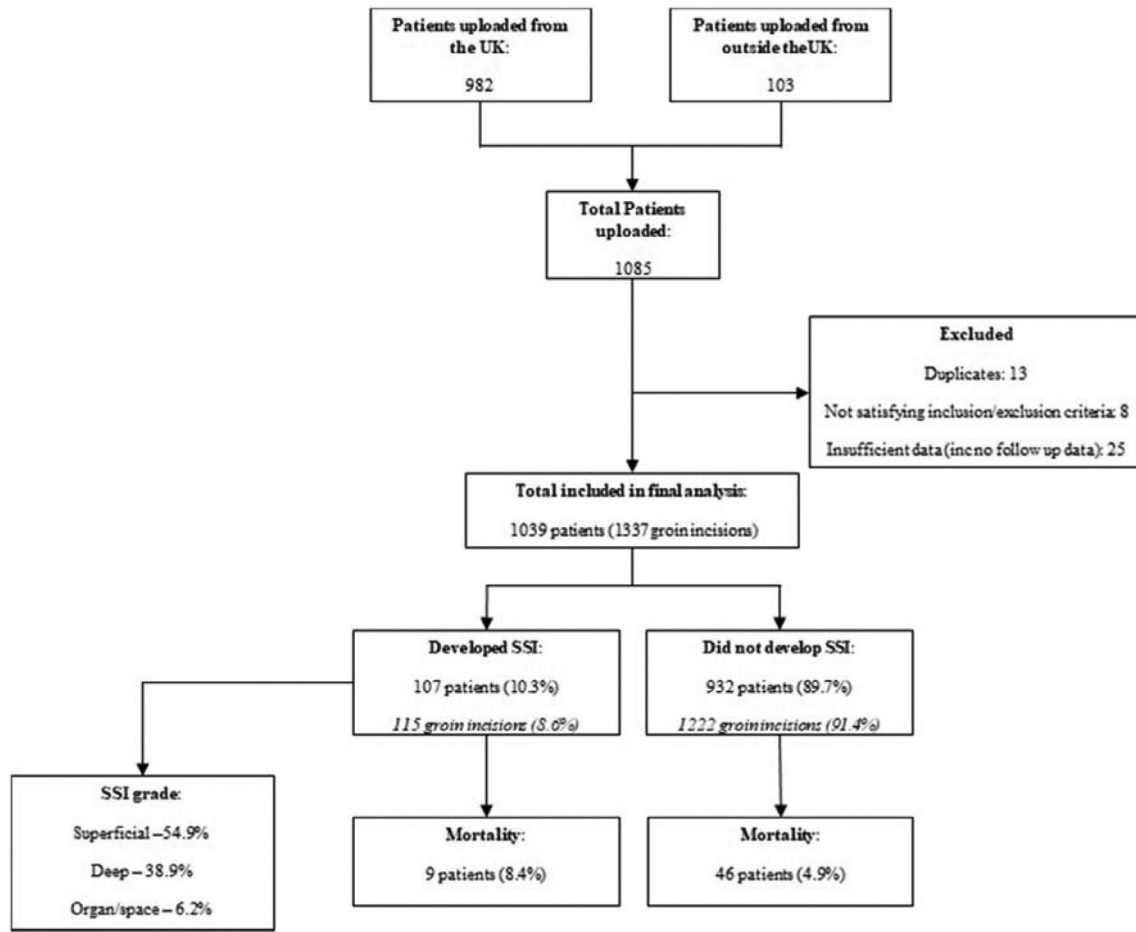 Patients uploaded from
the UK:
982
Patients uploaded from
outside the UK:
103
Total Patients
uploaded:
1085
Excluded
Duplicates: 13
Not satisfying inclusion/exclusion criteria: 8
Insufficient data (inc no follow up data): 25
Total included in final analysis:
1039 patients (1337 groin incisions)
Developed SSI:
107 patients (10.3%)
115 groin incisions (8.6%)
Did not develop SSI:
932 patients (89.7%)
1222 groin incisions (91.4%)
SSI grade:
Superficial – 54.9%
Deep – 38.9%
Organ/space – 6.2%
Mortality:
9 patients (8.4%)
Mortality:
46 patients (4.9%)